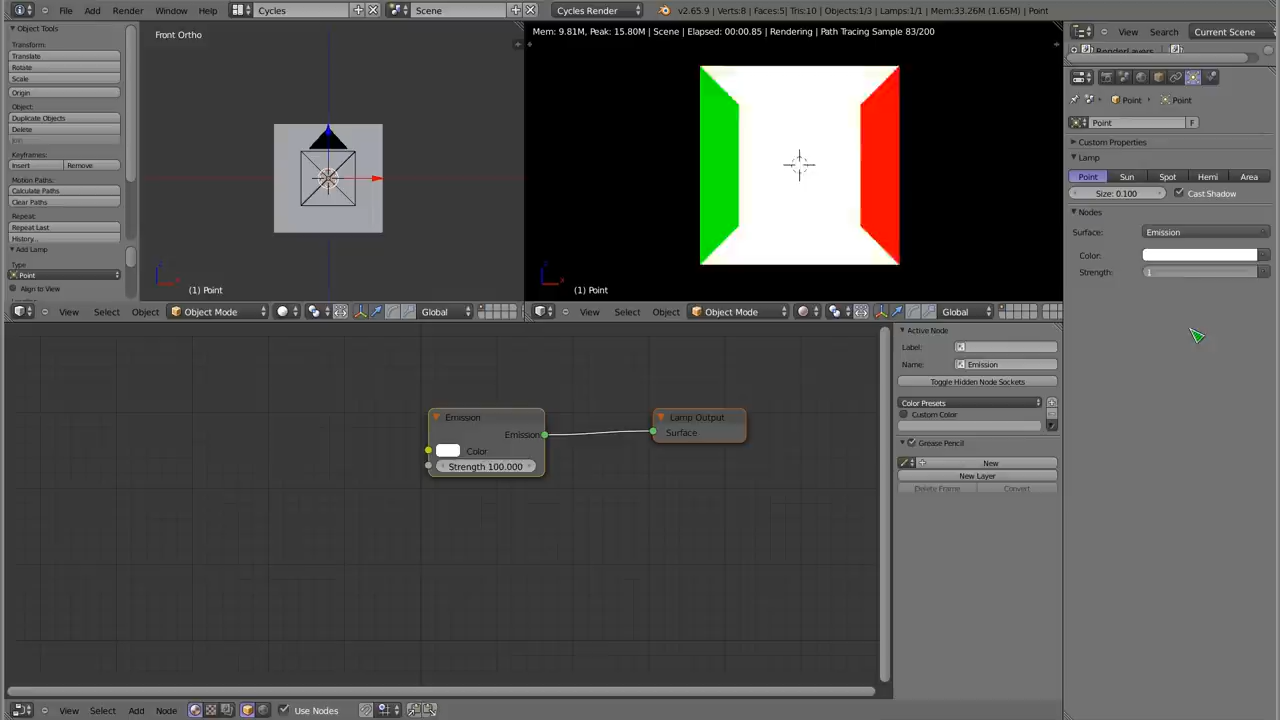 File Add Render Window Help Cycles Scene Cycles Render v2.65.9 | Verts:8 | Faces:5 | Tris:10 | Objects:1/3 | Lamps:1/1 | Mem:33.26M (1.65M) | Point
Object Tools
Transform:
Translate
Rotate
Scale
Origin
Object:
Duplicate Objects
Delete
Join
Keyframes:
Insert Remove
Motion Paths:
Calculate Paths
Clear Paths
Repeat:
Repeat Last
History...
Add Lamp
Type
Point
Align to View
Front Ortho
(1) Point
View Select Object Object Mode Global
Mem: 9.81M, Peak: 15.80M | Scene | Elapsed: 00:00.85 | Rendering | Path Tracing Sample 83/200
(1) Point
View Select Object Object Mode Global
View Search Current Scene
RenderLayers
Point Point
Point F
Custom Properties
Lamp
Point Sun Spot Hemi Area
Size: 0.100 Cast Shadow
Nodes
Surface: Emission
Color:
Strength: 1
Emission
Emission
Color
Strength 100.000
Lamp Output
Surface
Active Node
Label:
Name: Emission
Toggle Hidden Node Sockets
Color Presets
Custom Color
Grease Pencil
New
New Layer
Delete Frame Convert
View Select Add Node Use Nodes